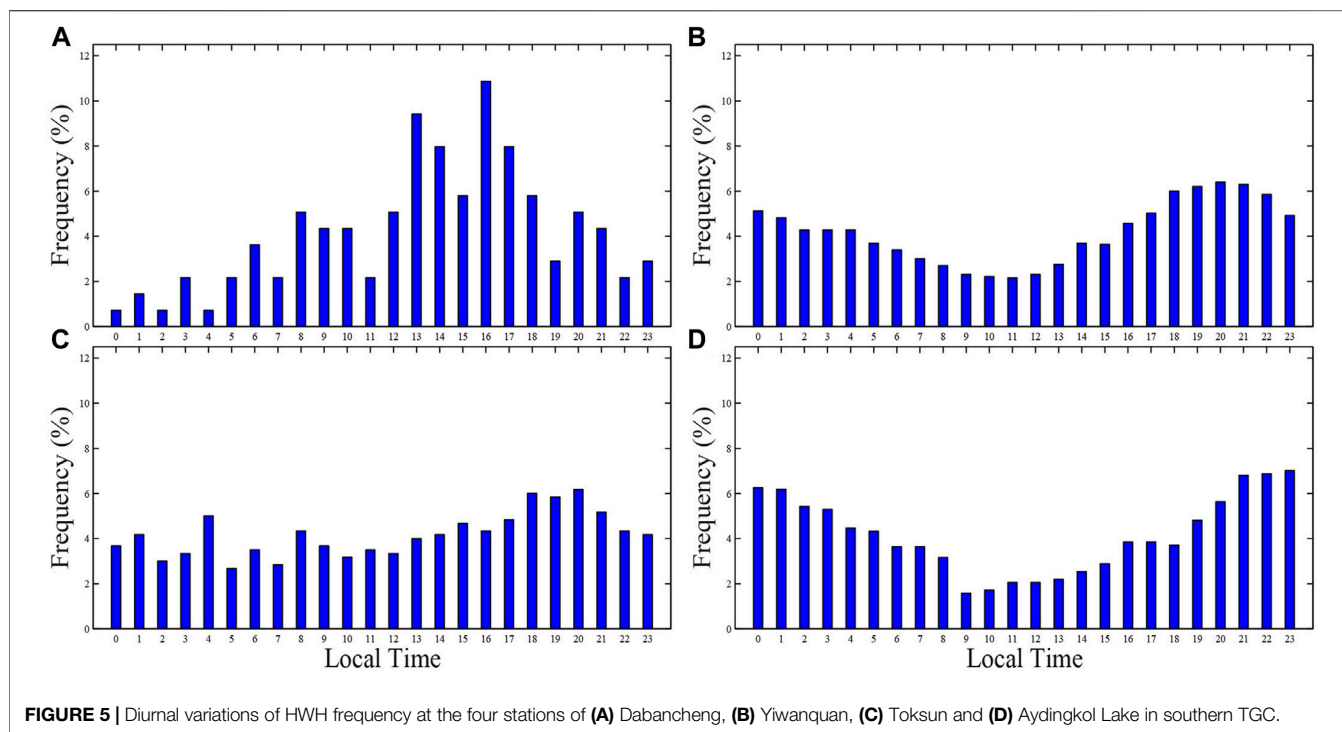 A
Frequency (%)
12
10
8
6
4
2
0
0 1 2 3 4 5 6 7 8 9 10 11 12 13 14 15 16 17 18 19 20 21 22 23
B
Frequency (%)
12
10
8
6
4
2
0
0 1 2 3 4 5 6 7 8 9 10 11 12 13 14 15 16 17 18 19 20 21 22 23
C
Frequency (%)
12
10
8
6
4
2
0
0 1 2 3 4 5 6 7 8 9 10 11 12 13 14 15 16 17 18 19 20 21 22 23
Local Time
D
Frequency (%)
12
10
8
6
4
2
0
0 1 2 3 4 5 6 7 8 9 10 11 12 13 14 15 16 17 18 19 20 21 22 23
Local Time
FIGURE 5 | Diurnal variations of HWH frequency at the four stations of (A) Dabancheng, (B) Yiwanquan, (C) Toksun and (D) Aydingkol Lake in southern TGC.